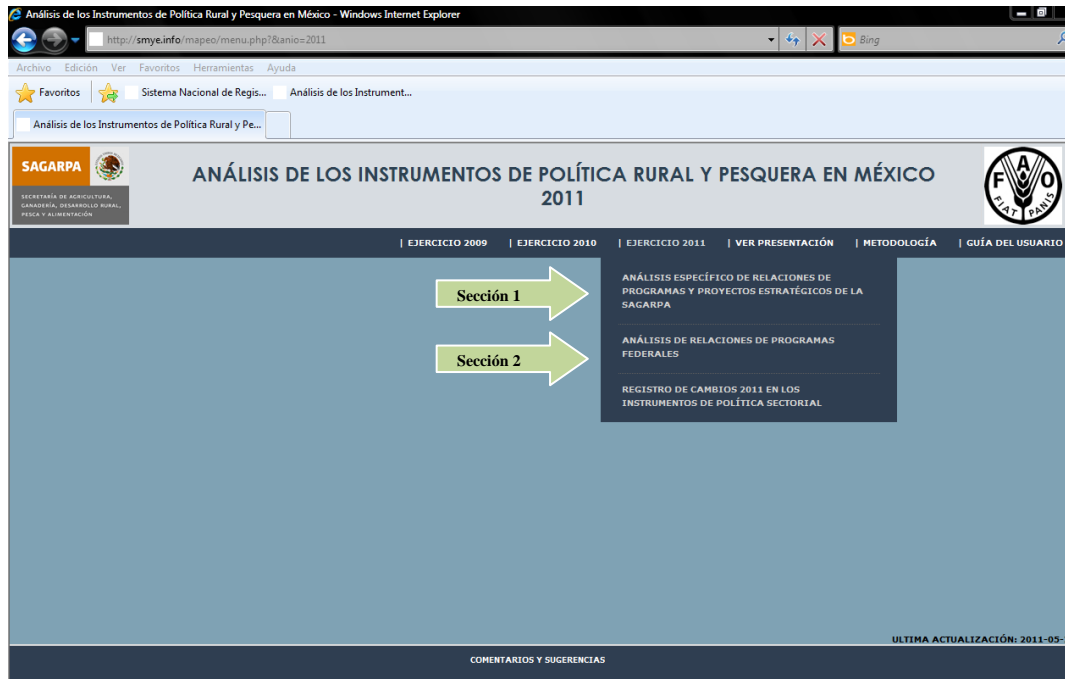 Análisis de los Instrumentos de Política Rural y Pesquera en México - Windows Internet Explorer
http://smye.info/mapeo/menu.php?&anio=2011
Bing
Archivo Edición Ver Favoritos Herramientas Ayuda
Favoritos Sistema Nacional de Regis... Análisis de los Instrument...
Análisis de los Instrumentos de Política Rural y Pe...
SAGARPA
SECRETARÍA DE AGRICULTURA,
GANADERÍA, DESARROLLO RURAL,
PESCA Y ALIMENTACIÓN
ANÁLISIS DE LOS INSTRUMENTOS DE POLÍTICA RURAL Y PESQUERA EN MÉXICO
2011
FAO
FIAT PANIS
| EJERCICIO 2009 | EJERCICIO 2010 | EJERCICIO 2011 | VER PRESENTACIÓN | METODOLOGÍA | GUÍA DEL USUARIO
Sección 1
ANÁLISIS ESPECÍFICO DE RELACIONES DE
PROGRAMAS Y PROYECTOS ESTRATÉGICOS DE LA
SAGARPA
Sección 2
ANÁLISIS DE RELACIONES DE PROGRAMAS
FEDERALES
REGISTRO DE CAMBIOS 2011 EN LOS
INSTRUMENTOS DE POLÍTICA SECTORIAL
ULTIMA ACTUALIZACIÓN: 2011-05-
COMENTARIOS Y SUGERENCIAS